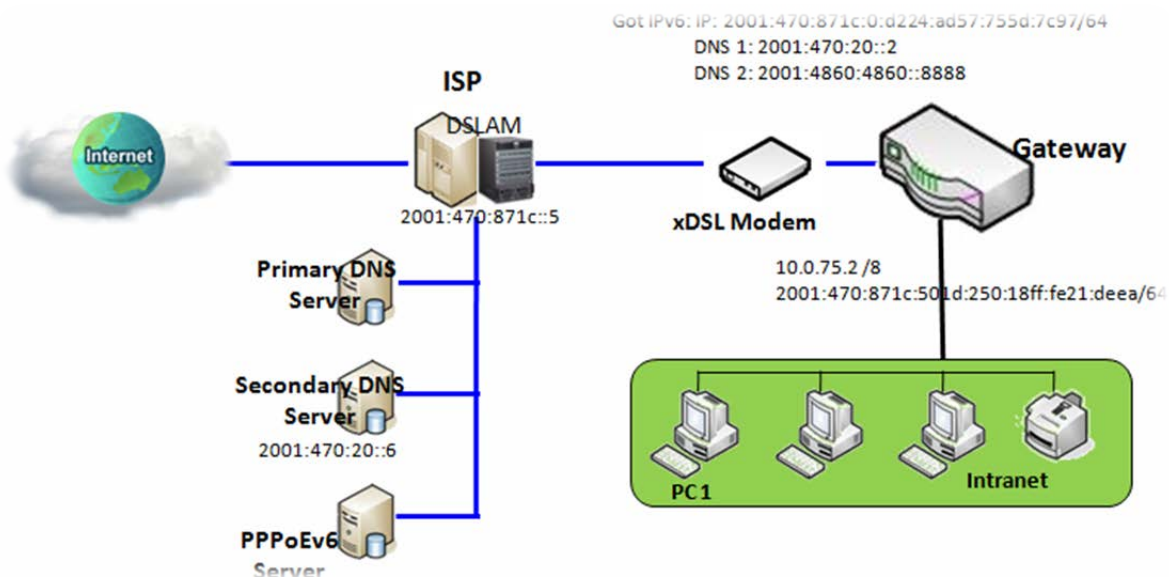 Got IPv6: IP: 2001:470:871c:0:d224:ad57:755d:7c97/64
DNS 1: 2001:470:20::2
DNS 2: 2001:4860:4860::8888
ISP
DSLAM
Internet
Gateway
2001:470:871c::5
xDSL Modem
Primary DNS
Server
10.0.75.2 /8
2001:470:871c:501d:250:18ff:fe21:deea/64
Secondary DNS
Server
2001:470:20::6
PC1
Intranet
PPPoEv6
Server